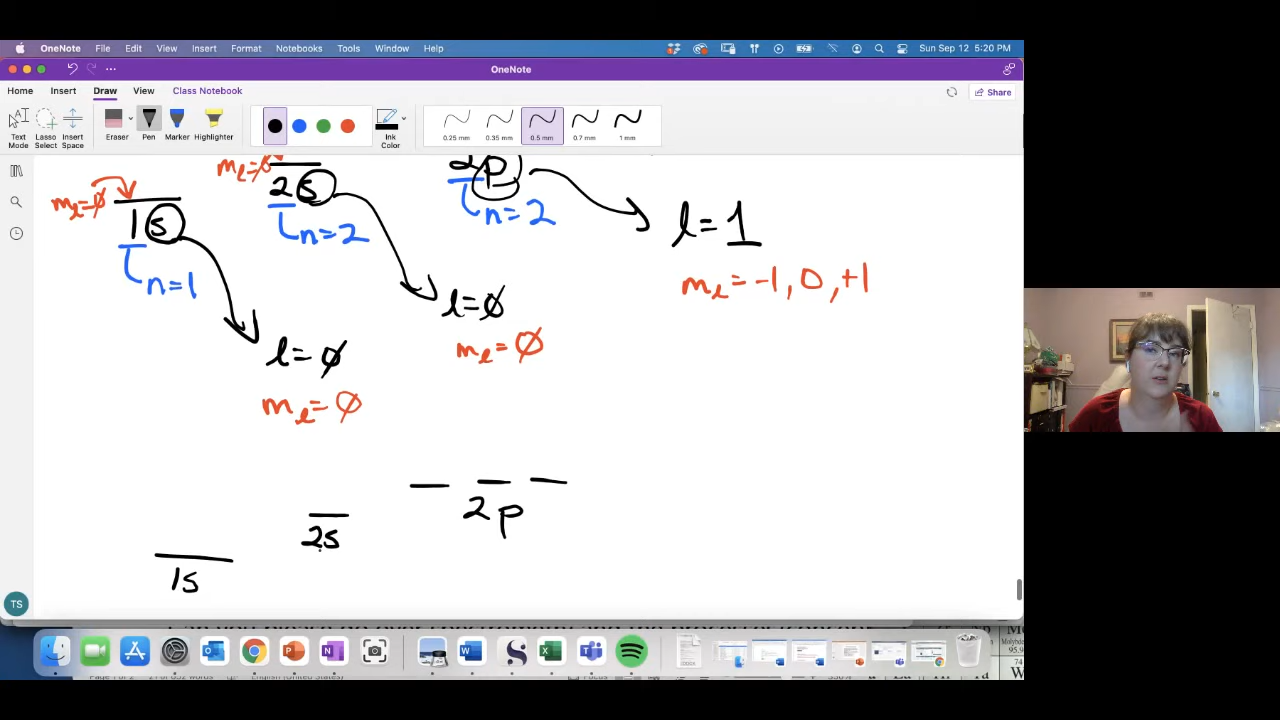 OneNote File Edit Insert Format Notebooks Tools Window Help Sun Sep 12 5:20 PM
OneNote
Home Insert Draw View Class Notebook Share
Text Mode Lasso Select Insert Space Eraser Pen Marker Highlighter Ink Color 0.25 mm 0.35 mm 0.5 mm 0.7 mm 1 mm
mℓ=∅ 2p
mℓ=∅ 2s
1s n=2 n=2 ℓ=1
n=1 mℓ=-1, 0, +1
ℓ=∅
ℓ=∅ mℓ=∅
mℓ=∅
2p
2s
1s
TS